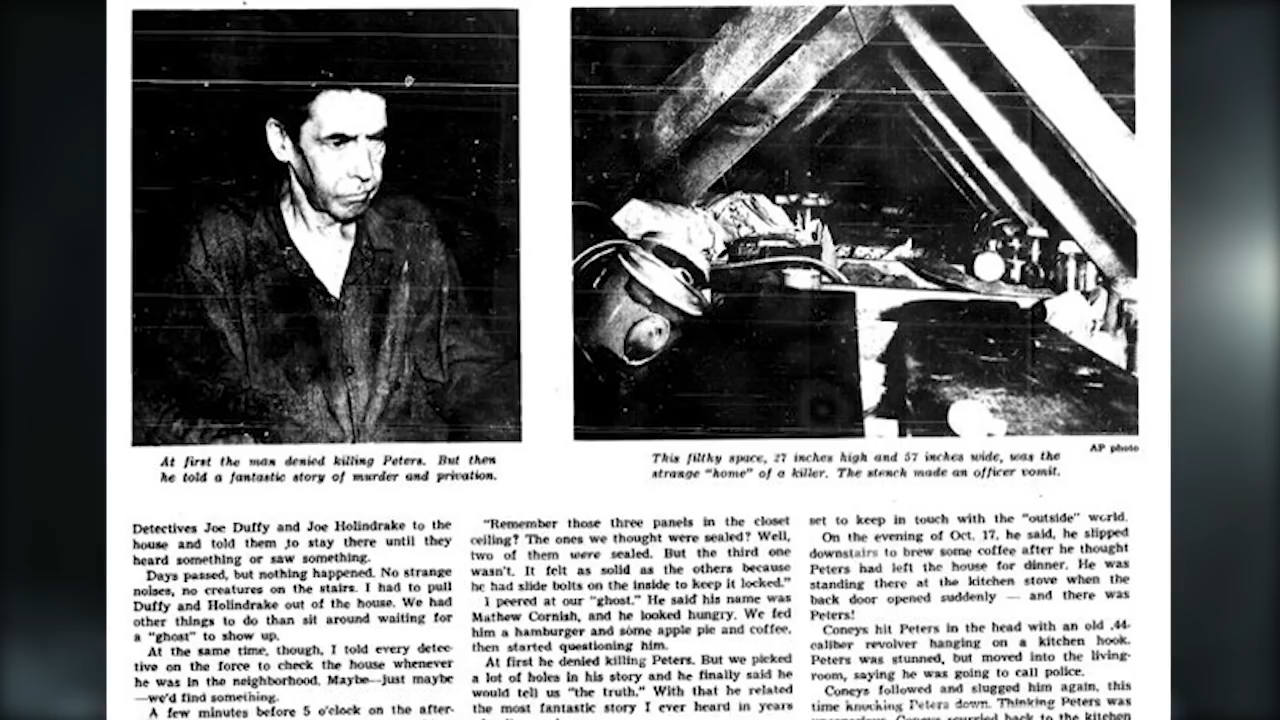 At first the man denied killing Peters. But then
he told a fantastic story of murder and privation.
AP photo
This filthy space, 27 inches high and 57 inches wide, was the
strange "home" of a killer. The stench made an officer vomit.
Detectives Joe Duffy and Joe Holindrake to the
house and told them to stay there until they
heard something or saw something.
Days passed, but nothing happened. No strange
noises, no creatures on the stairs. I had to pull
Duffy and Holindrake out of the house. We had
other things to do than sit around waiting for
a "ghost" to show up.
At the same time, though, I told every detec-
tive on the force to check the house whenever
he was in the neighborhood. Maybe—just maybe
—we'd find something.
A few minutes before 5 o'clock on the after-
"Remember those three panels in the closet
ceiling? The ones we thought were sealed? Well,
two of them were sealed. But the third one
wasn't. It felt as solid as the others because
he had slide bolts on the inside to keep it locked."
I peered at our "ghost." He said his name was
Mathew Cornish, and he looked hungry. We fed
him a hamburger and some apple pie and coffee,
then started questioning him.
At first he denied killing Peters. But we picked
a lot of holes in his story and he finally said he
would tell us "the truth." With that he related
the most fantastic story I ever heard in years
set to keep in touch with the "outside" world.
On the evening of Oct. 17, he said, he slipped
downstairs to brew some coffee after he thought
Peters had left the house for dinner. He was
standing there at the kitchen stove when the
back door opened suddenly — and there was
Peters!
Coneys hit Peters in the head with an old .44-
caliber revolver hanging on a kitchen hook.
Peters was stunned, but moved into the living-
room, saying he was going to call police.
Coneys followed and slugged him again, this
time knocking Peters down. Thinking Peters was
unconscious, Coneys scurried back to the kitchen